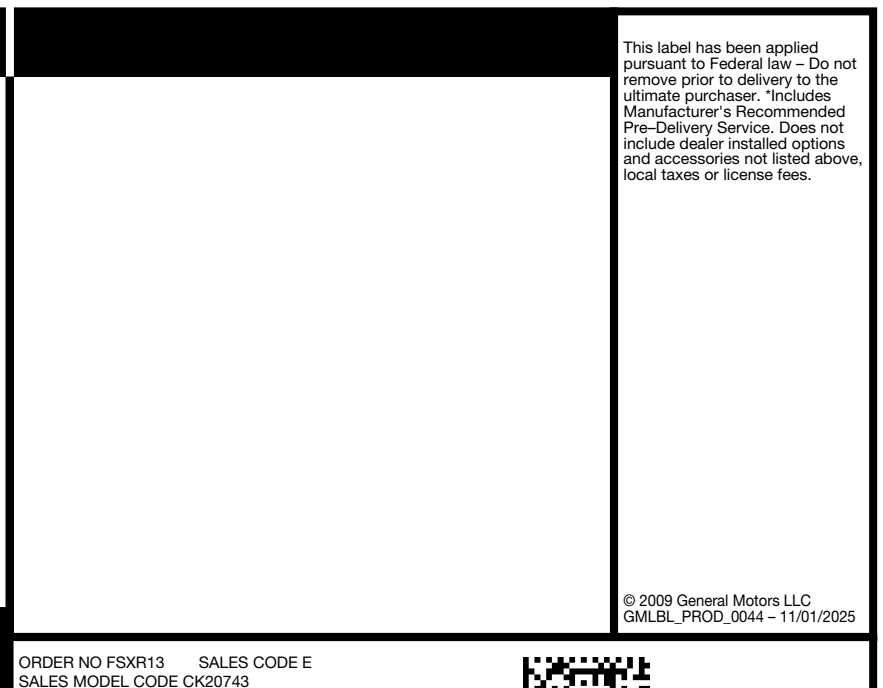 This label has been applied
pursuant to Federal law – Do not
remove prior to delivery to the
ultimate purchaser. *Includes
Manufacturer's Recommended
Pre–Delivery Service. Does not
include dealer installed options
and accessories not listed above,
local taxes or license fees.
© 2009 General Motors LLC
GMLBL_PROD_0044 – 11/01/2025
ORDER NO FSXR13 SALES CODE E
SALES MODEL CODE CK20743